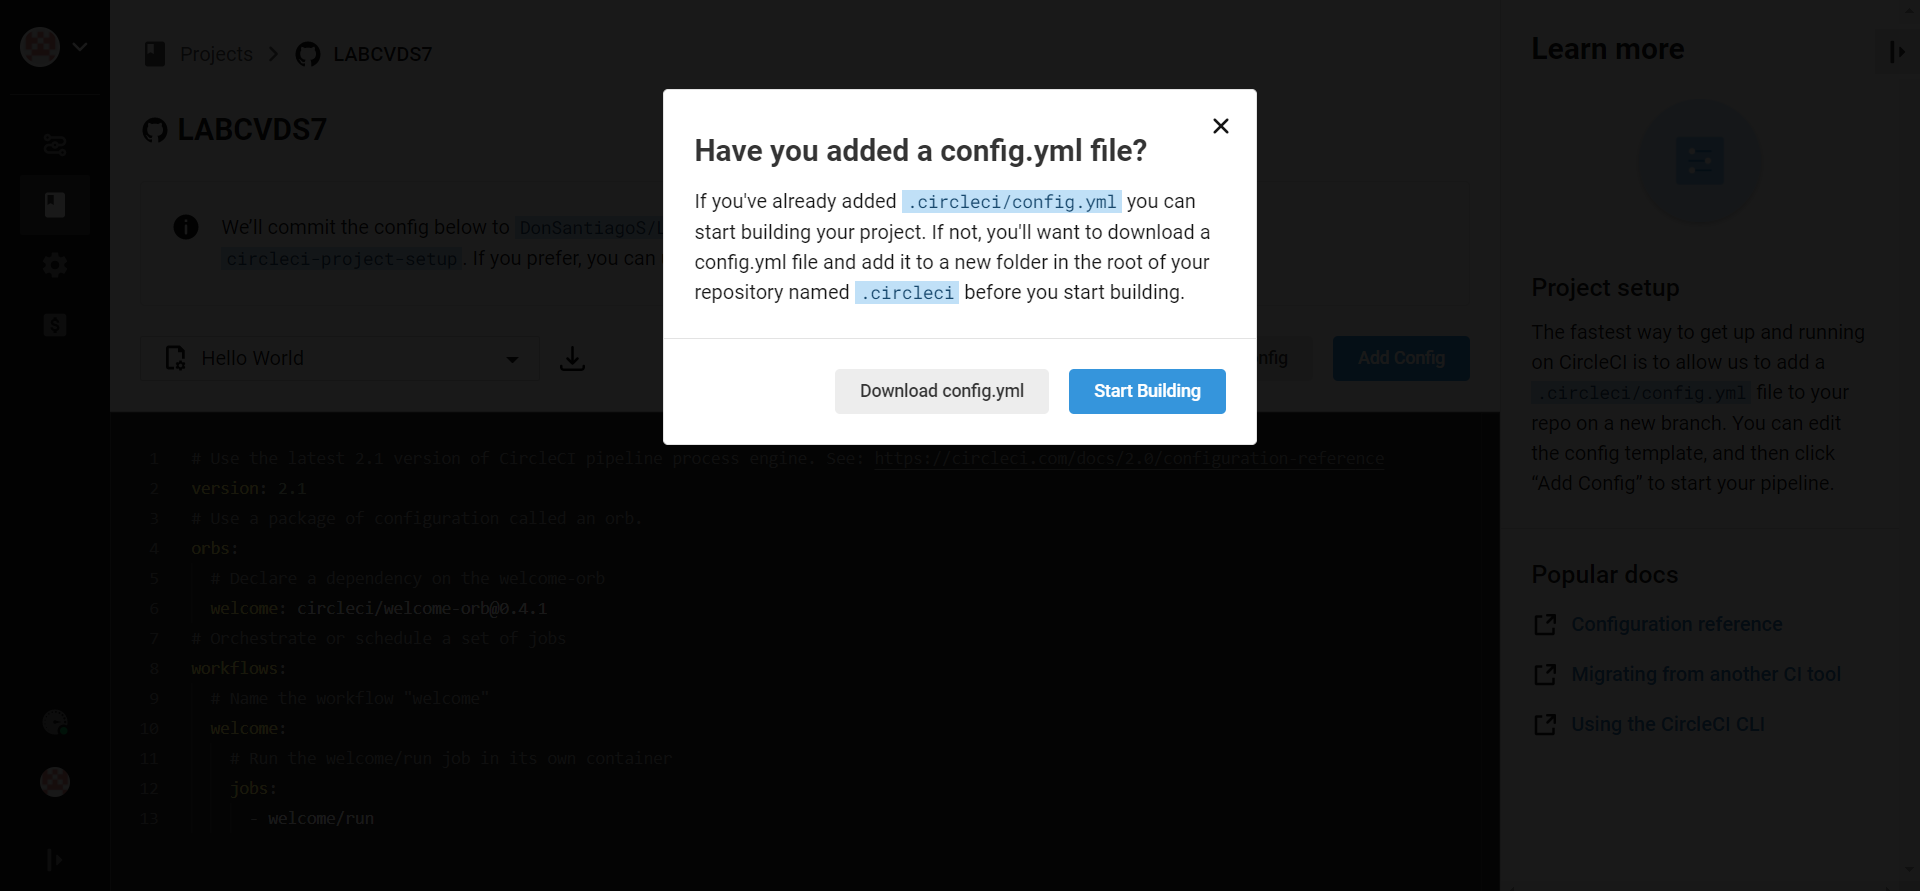 Projects > LABCVDS7
LABCVDS7
We'll commit the config below to DonSantiagoS/
circleci-project-setup. If you prefer, you can
Hello World
nfig
Add Config
Have you added a config.yml file?
If you've already added .circleci/config.yml you can
start building your project. If not, you'll want to download a
config.yml file and add it to a new folder in the root of your
repository named .circleci before you start building.
Download config.yml
Start Building
1 # Use the latest 2.1 version of CircleCI pipeline process engine. See: https://circleci.com/docs/2.0/configuration-reference
2 version: 2.1
3 # Use a package of configuration called an orb.
4 orbs:
5 # Declare a dependency on the welcome-orb
6 welcome: circleci/welcome-orb@0.4.1
7 # Orchestrate or schedule a set of jobs
8 workflows:
9 # Name the workflow "welcome"
10 welcome:
11 # Run the welcome/run job in its own container
12 jobs:
13 - welcome/run
Learn more
Project setup
The fastest way to get up and running
on CircleCI is to allow us to add a
.circleci/config.yml file to your
repo on a new branch. You can edit
the config template, and then click
“Add Config” to start your pipeline.
Popular docs
Configuration reference
Migrating from another CI tool
Using the CircleCI CLI